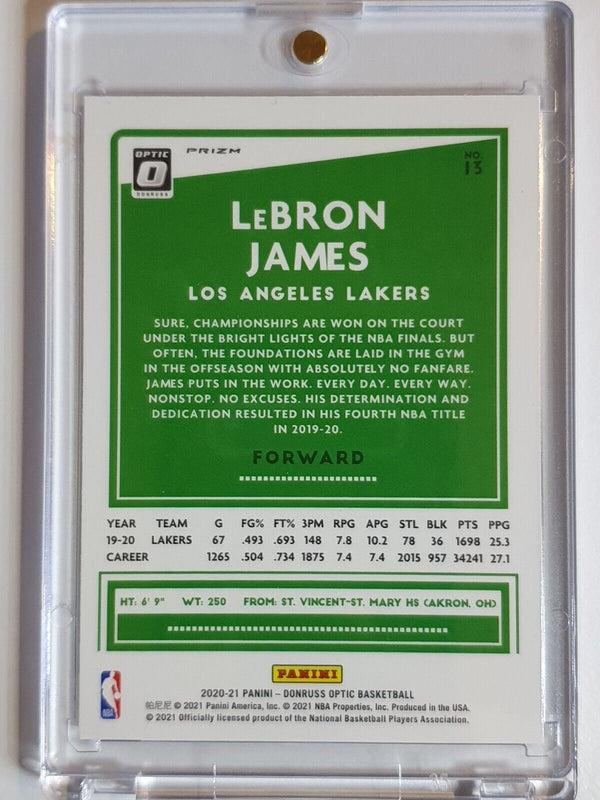 OPTIC
O
DONRUSS
PRIZM
NO.
13
LeBRON
JAMES
LOS ANGELES LAKERS
SURE, CHAMPIONSHIPS ARE WON ON THE COURT
UNDER THE BRIGHT LIGHTS OF THE NBA FINALS. BUT
OFTEN, THE FOUNDATIONS ARE LAID IN THE GYM
IN THE OFFSEASON WITH ABSOLUTELY NO FANFARE.
JAMES PUTS IN THE WORK. EVERY DAY. EVERY WAY.
NONSTOP. NO EXCUSES. HIS DETERMINATION AND
DEDICATION RESULTED IN HIS FOURTH NBA TITLE
IN 2019-20.
FORWARD
YEAR TEAM G FG% FT% 3PM RPG APG STL BLK PTS PPG
19-20 LAKERS 67 .493 .693 148 7.8 10.2 78 36 1698 25.3
CAREER 1265 .504 .734 1875 7.4 7.4 2015 957 34241 27.1
HT: 6' 9" WT: 250 FROM: ST. VINCENT-ST. MARY HS (AKRON, OH)
PANINI
2020-21 PANINI – DONRUSS OPTIC BASKETBALL
帕尼尼 © 2021 Panini America, Inc. © 2021 NBA Properties, Inc. Produced in the USA.
© 2021 Officially licensed product of the National Basketball Players Association.
NBA